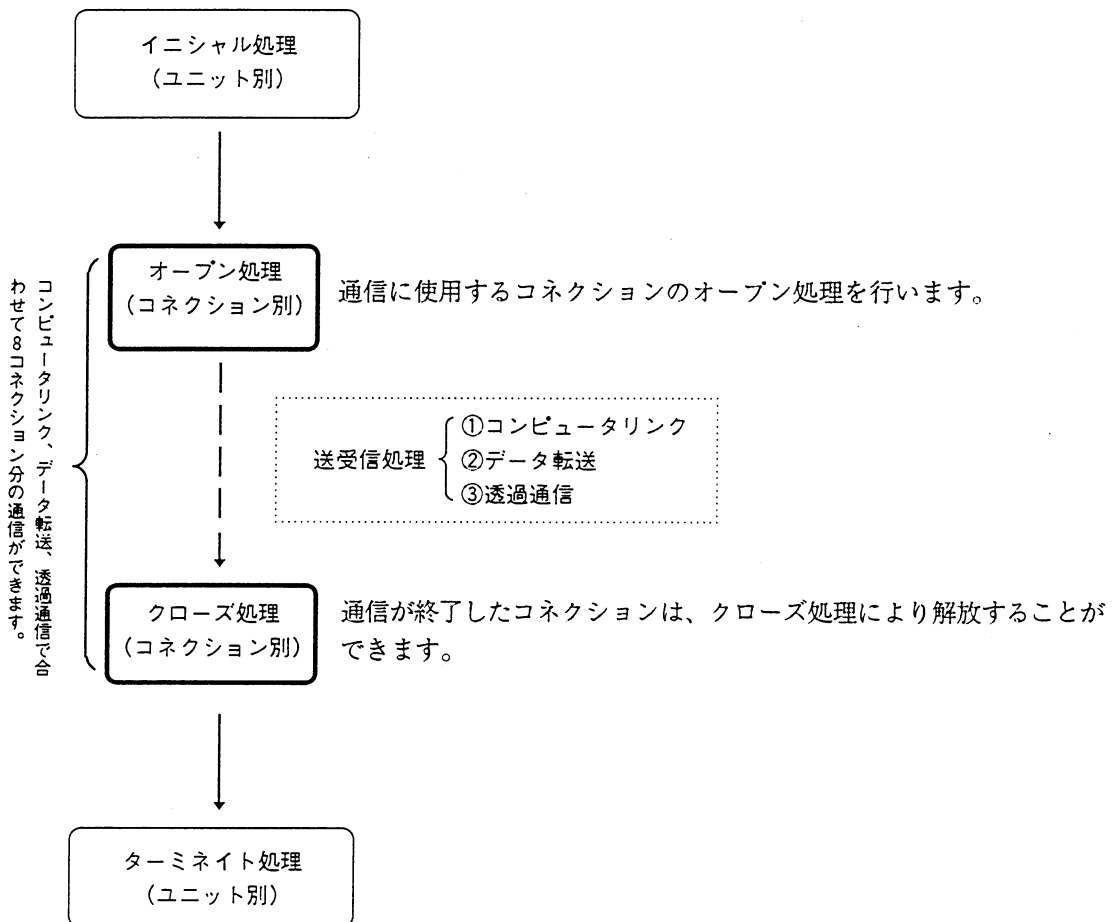 イニシャル処理
(ユニット別)
オープン処理
(コネクション別)
通信に使用するコネクションのオープン処理を行います。
コンピュータリンク、データ転送、透過通信で合
わせて8コネクション分の通信ができます。
送受信処理
①コンピュータリンク
②データ転送
③透過通信
クローズ処理
(コネクション別)
通信が終了したコネクションは、クローズ処理により解放することが
できます。
ターミネイト処理
(ユニット別)